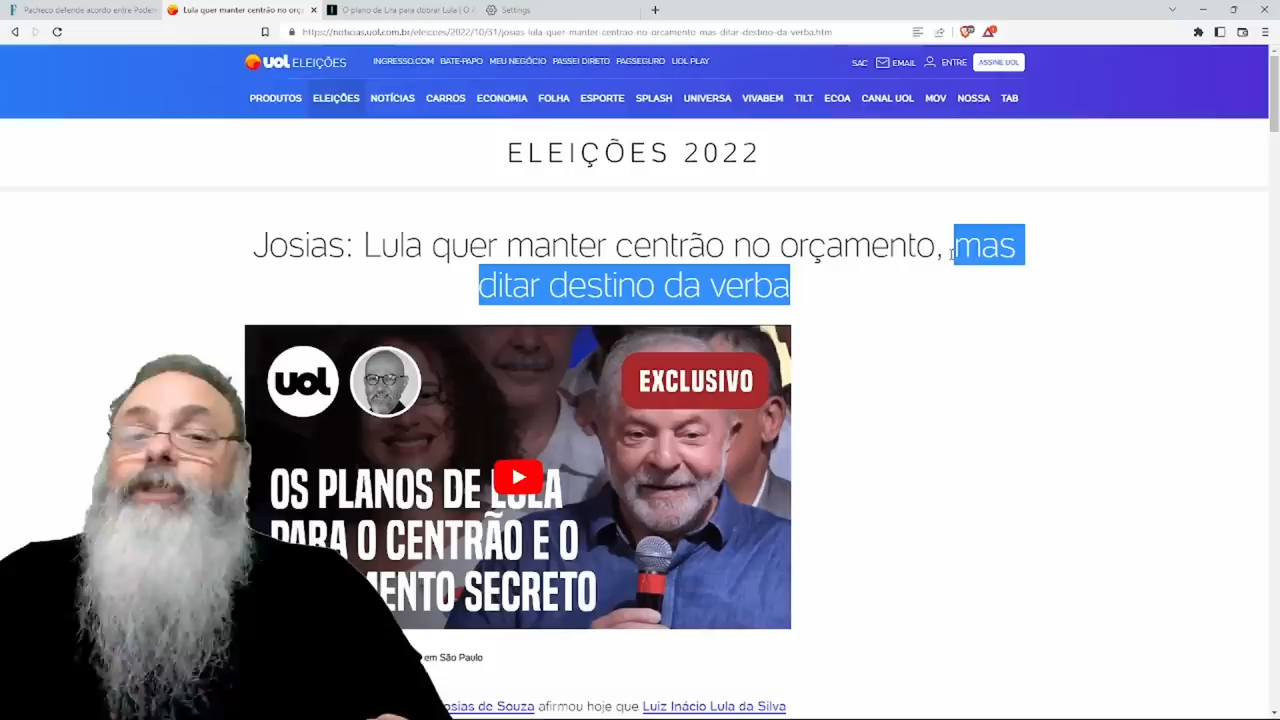 Pacheco defende acordo entre Poder
Lula quer manter centrão no orç
O plano de Lira para dobrar Lula | O
Settings
https://noticias.uol.com.br/eleicoes/2022/10/31/josias-lula-quer-manter-centrao-no-orcamento-mas-ditar-destino-da-verba.htm
UOL ELEIÇÕES
INGRESSO.COM BATE-PAPO MEU NEGÓCIO PASSEI DIRETO PAGSEGURO UOL PLAY
SAC EMAIL ENTRE ASSINE UOL
PRODUTOS ELEIÇÕES NOTÍCIAS CARROS ECONOMIA FOLHA ESPORTE SPLASH UNIVERSA VIVABEM TILT ECOA CANAL UOL MOV NOSSA TAB
ELEIÇÕES 2022
Josias: Lula quer manter centrão no orçamento, mas
ditar destino da verba
UOL
EXCLUSIVO
OS PLANOS DE LULA
PARA O CENTRÃO E O
MENTO SECRETO
em São Paulo
osias de Souza afirmou hoje que Luiz Inácio Lula da Silva